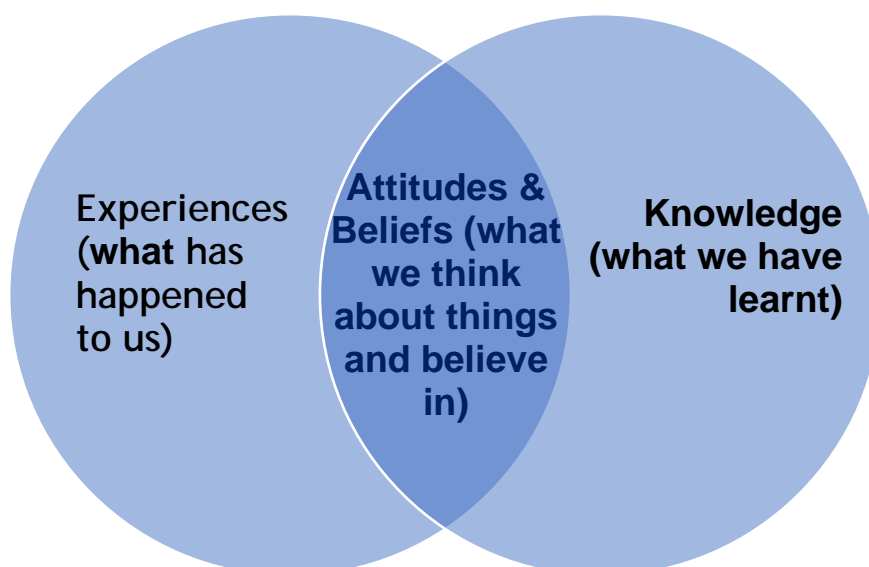 Experiences
(what has
happened
to us)
Attitudes &
Beliefs (what
we think
about things
and believe
in)
Knowledge
(what we have
learnt)